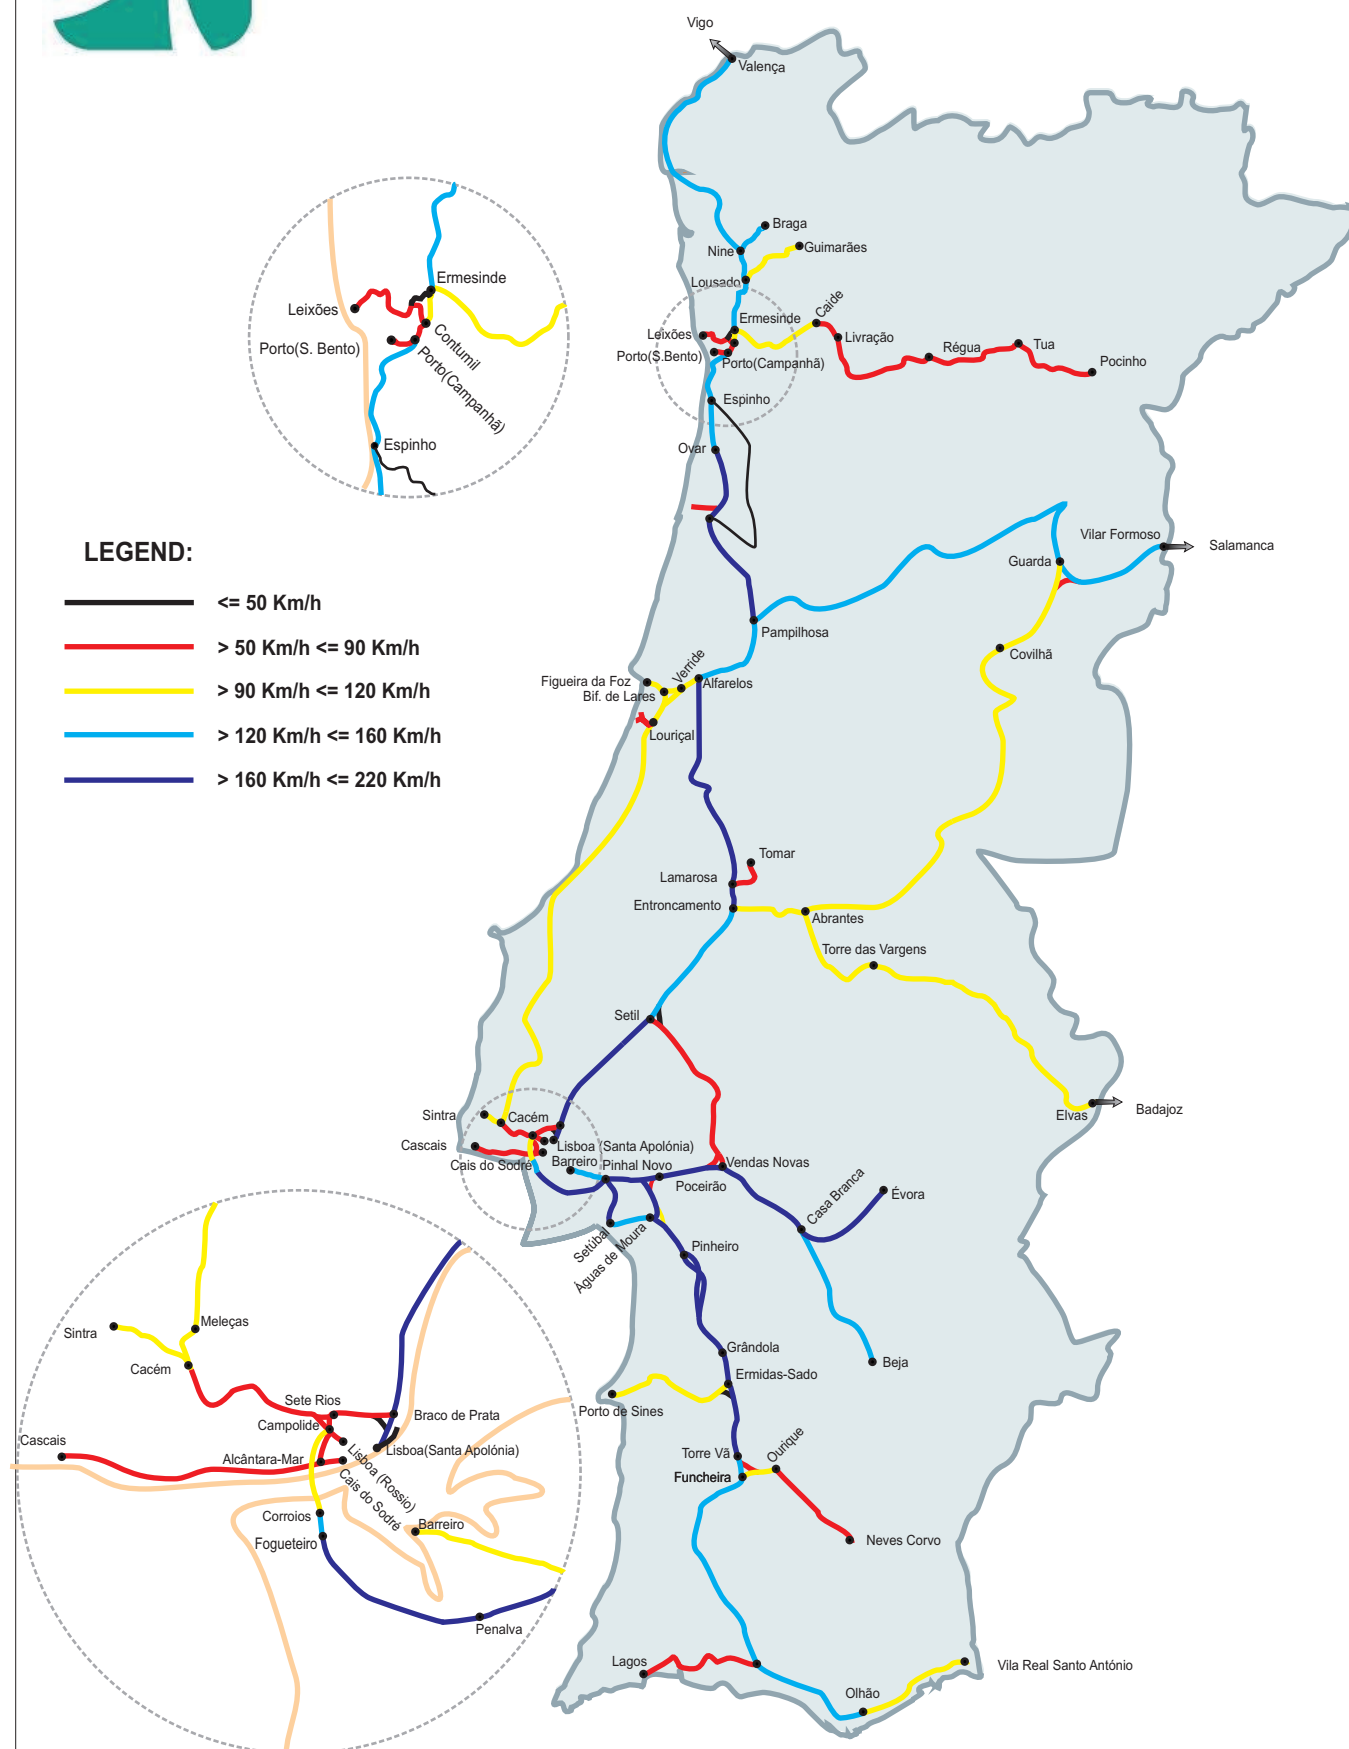 Vigo
Valença
Braga
Nine
Guimarães
Lousado
Ermesinde
Caide
Leixões
Livração
Porto(S.Bento)
Porto(Campanhã)
Régua
Tua
Pocinho
Espinho
Ovar
Ermesinde
Leixões
Contumil
Porto(S. Bento)
Porto(Campanhã)
Espinho
LEGEND:
<= 50 Km/h
> 50 Km/h <= 90 Km/h
> 90 Km/h <= 120 Km/h
> 120 Km/h <= 160 Km/h
> 160 Km/h <= 220 Km/h
Vilar Formoso
Salamanca
Guarda
Pampilhosa
Covilhã
Verride
Figueira da Foz
Alfarelos
Bif. de Lares
Louriçal
Tomar
Lamarosa
Entroncamento
Abrantes
Torre das Vargens
Setil
Elvas
Badajoz
Sintra
Cacém
Cascais
Lisboa (Santa Apolónia)
Cais do Sodré
Barreiro
Pinhal Novo
Vendas Novas
Poceirão
Casa Branca
Évora
Setúbal
Águas de Moura
Pinheiro
Grândola
Ermidas-Sado
Beja
Porto de Sines
Torre Vã
Ourique
Funcheira
Neves Corvo
Lagos
Olhão
Vila Real Santo António
Meleças
Sintra
Cacém
Sete Rios
Campolide
Braco de Prata
Cascais
Alcântara-Mar
Lisboa(Santa Apolónia)
Lisboa (Rossio)
Cais do Sodré
Corroios
Barreiro
Fogueteiro
Penalva